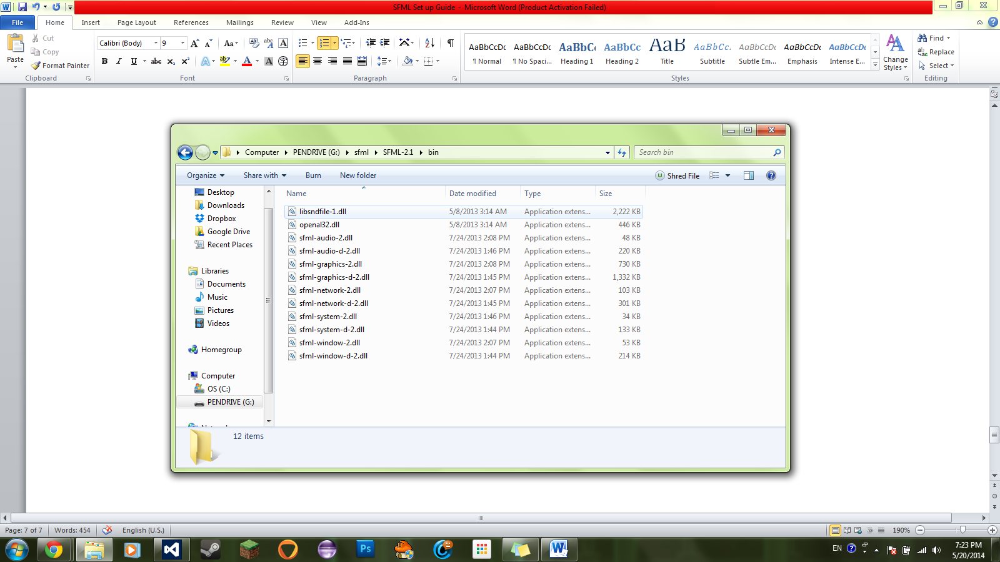 SFML Set up Guide - Microsoft Word (Product Activation Failed)
File Home Insert Page Layout References Mailings Review View Add-Ins
Paste
Cut
Copy
Format Painter
Clipboard
Calibri (Body) 9
Font
Paragraph
AaBbCcDc AaBbCcDc AaBbC AaBbCc AaB AaBbCc. AaBbCcDc AaBbCcDc AaBbCcDc
¶ Normal ¶ No Spaci... Heading 1 Heading 2 Title Subtitle Subtle Em... Emphasis Intense E...
Styles
Change Styles
Find
Replace
Select
Editing
Computer PENDRIVE (G:) sfml SFML-2.1 bin
Search bin
Organize Share with Burn New folder Shred File
Desktop
Downloads
Dropbox
Google Drive
Recent Places
Libraries
Documents
Music
Pictures
Videos
Homegroup
Computer
OS (C:)
PENDRIVE (G:)
Name Date modified Type Size
libsndfile-1.dll 5/8/2013 3:14 AM Application extens... 2,222 KB
openal32.dll 5/8/2013 3:14 AM Application extens... 446 KB
sfml-audio-2.dll 7/24/2013 2:08 PM Application extens... 48 KB
sfml-audio-d-2.dll 7/24/2013 1:46 PM Application extens... 220 KB
sfml-graphics-2.dll 7/24/2013 2:08 PM Application extens... 730 KB
sfml-graphics-d-2.dll 7/24/2013 1:45 PM Application extens... 1,332 KB
sfml-network-2.dll 7/24/2013 2:07 PM Application extens... 103 KB
sfml-network-d-2.dll 7/24/2013 1:45 PM Application extens... 301 KB
sfml-system-2.dll 7/24/2013 1:46 PM Application extens... 34 KB
sfml-system-d-2.dll 7/24/2013 1:44 PM Application extens... 133 KB
sfml-window-2.dll 7/24/2013 2:07 PM Application extens... 53 KB
sfml-window-d-2.dll 7/24/2013 1:44 PM Application extens... 214 KB
12 items
Page: 7 of 7 Words: 454 English (U.S.) 190%
EN
7:23 PM
5/20/2014